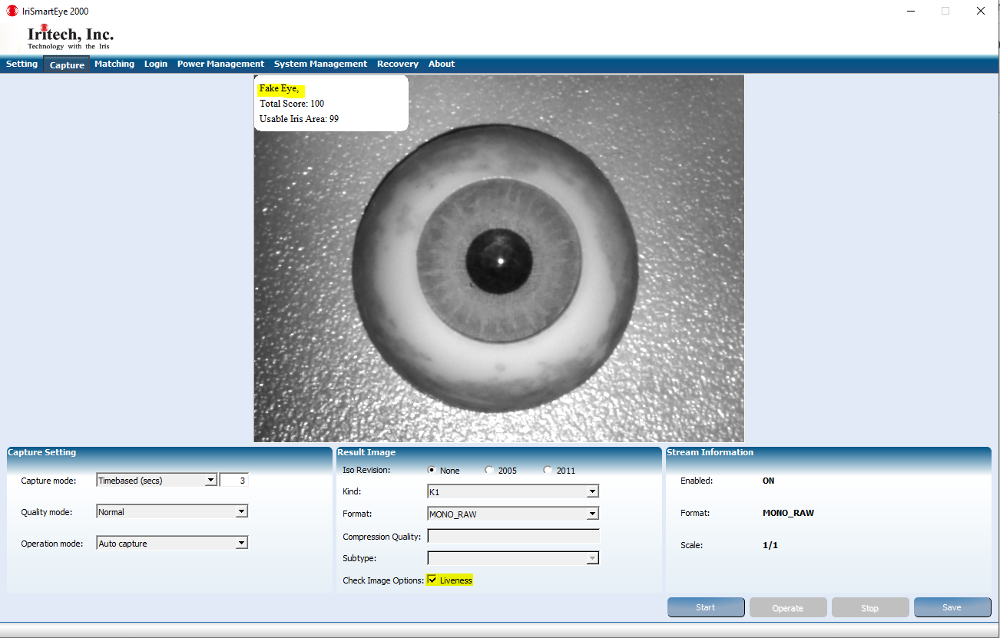 IriSmartEye 2000
Iritech, Inc.
Technology with the Iris
Setting Capture Matching Login Power Management System Management Recovery About
Fake Eye,
Total Score: 100
Usable Iris Area: 99
Capture Setting
Capture mode: Timebased (secs) 3
Quality mode: Normal
Operation mode: Auto capture
Result Image
Iso Revision: None 2005 2011
Kind: K1
Format: MONO_RAW
Compression Quality:
Subtype:
Check Image Options: Liveness
Stream Information
Enabled: ON
Format: MONO_RAW
Scale: 1/1
Start Operate Stop Save